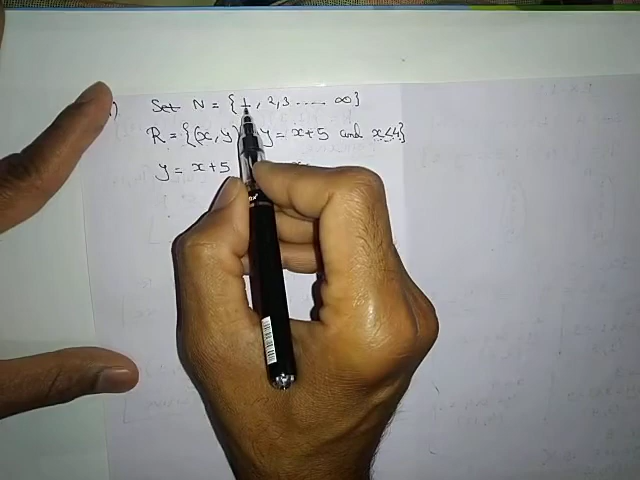 )
Set N = {1, 2, 3 ..... ∞}
R = {(x, y) y = x + 5 and x ≤ 4}
y = x + 5